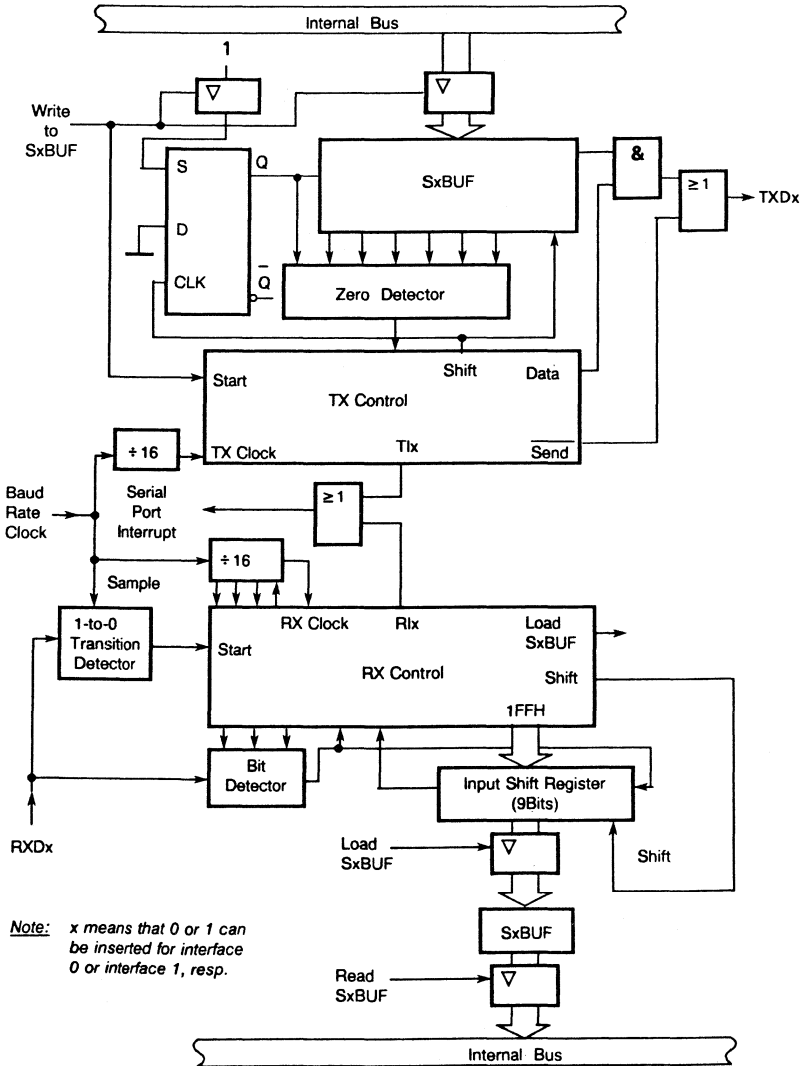 Internal Bus
1
▽
▽
Write
to
SxBUF
S
Q
D
CLK
Q̅
SxBUF
&
≥ 1
TXDx
Zero Detector
Start
Shift
Data
TX Control
TX Clock
TIx
S̅e̅n̅d̅
÷ 16
Baud
Rate
Clock
Serial
Port
Interrupt
≥ 1
÷ 16
Sample
1-to-0
Transition
Detector
Start
RX Clock
RIx
Load
SxBUF
RX Control
Shift
1FFH
Bit
Detector
Input Shift Register
(9Bits)
RXDx
Load
SxBUF
▽
Shift
SxBUF
Note: x means that 0 or 1 can
be inserted for interface
0 or interface 1, resp.
Read
SxBUF
▽
Internal Bus